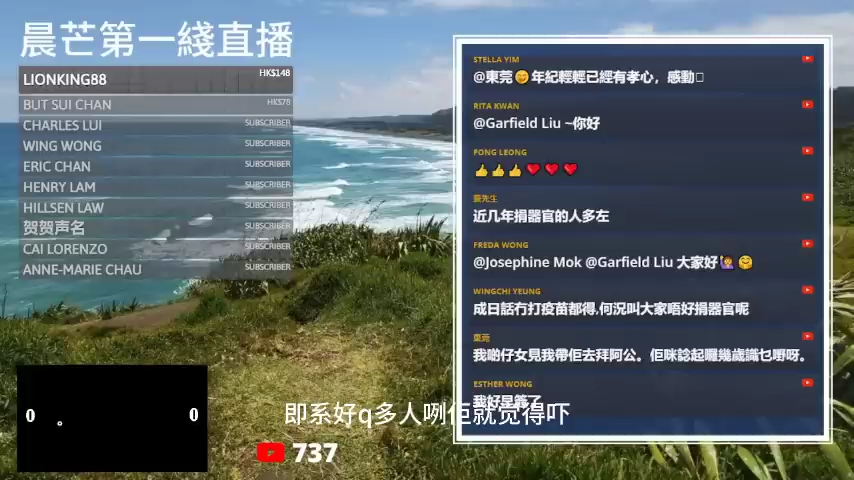 晨芒第一綫直播
LIONKING88 HK$148
BUT SUI CHAN HK$78
CHARLES LUI SUBSCRIBER
WING WONG SUBSCRIBER
ERIC CHAN SUBSCRIBER
HENRY LAM SUBSCRIBER
HILLSEN LAW SUBSCRIBER
贺贺声名 SUBSCRIBER
CAI LORENZO SUBSCRIBER
ANNE-MARIE CHAU SUBSCRIBER
STELLA YIM
@東莞😊年紀輕輕已經有孝心，感動
RITA KWAN
@Garfield Liu ~你好
FONG LEONG
👍👍👍❤️❤️❤️
先生
近几年捐器官的人多左
FREDA WONG
@Josephine Mok @Garfield Liu 大家好🙋‍♀️🤗
WINGCHI YEUNG
成日話冇打疫苗都得,何況叫大家唔好捐器官呢
東莞
我啲仔女見我帶佢去拜阿公。佢咪諗起囉幾歲識乜嘢呀。
ESTHER WONG
我好
即系好q多人咧佢就觉得吓
0 。 0
737